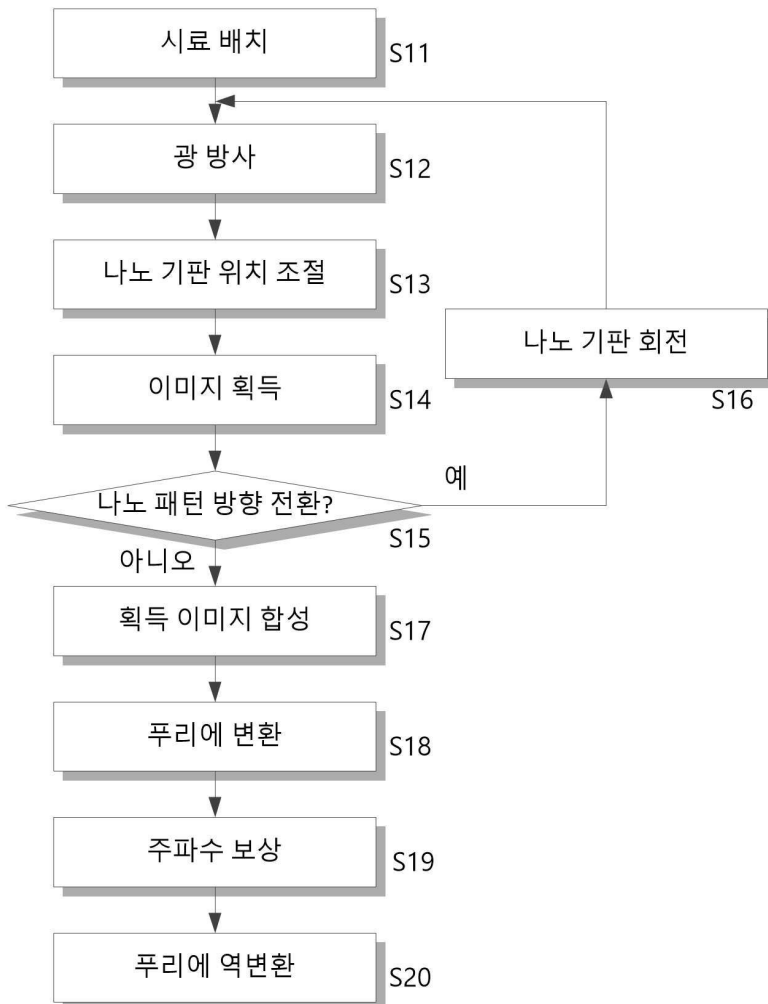 시료 배치
S11
광 방사
S12
나노 기판 위치 조절
S13
나노 기판 회전
S16
이미지 획득
S14
예
나노 패턴 방향 전환?
S15
아니오
획득 이미지 합성
S17
푸리에 변환
S18
주파수 보상
S19
푸리에 역변환
S20